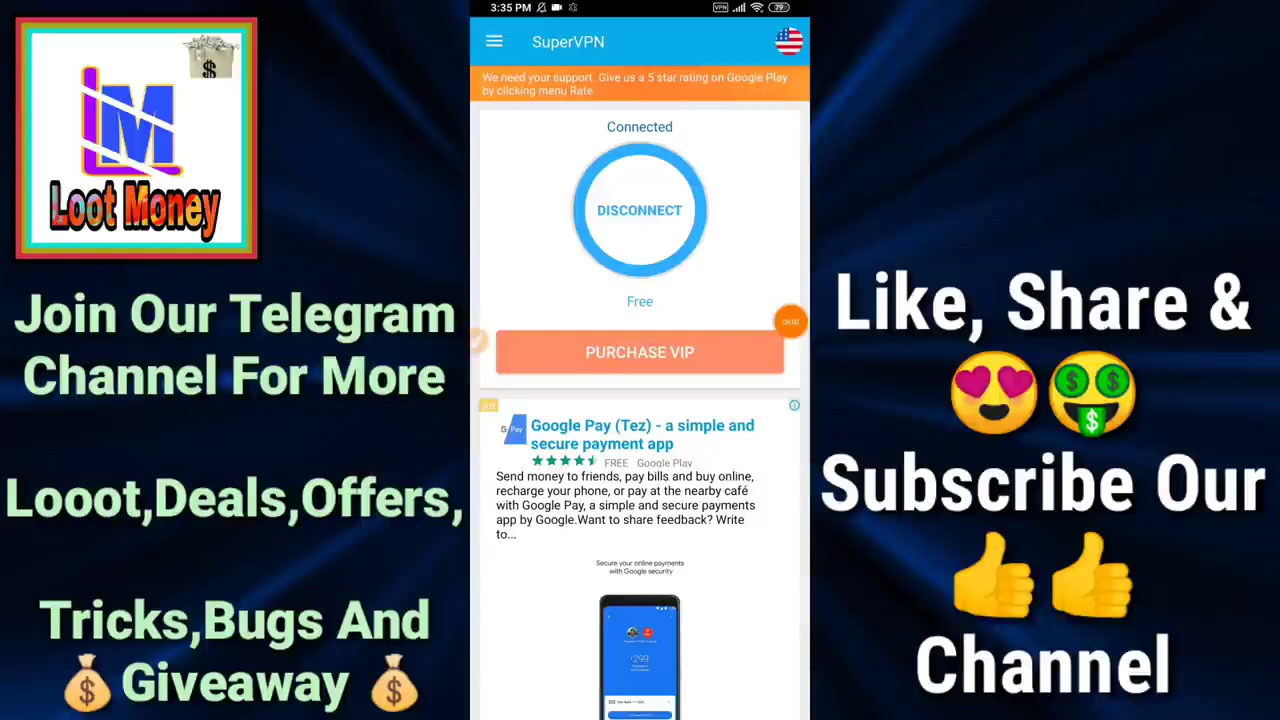 LM
Loot Money
Join Our Telegram
Channel For More
Looot,Deals,Offers,
Tricks,Bugs And
Giveaway
3:35 PM
VPN
79
SuperVPN
We need your support. Give us a 5 star rating on Google Play
by clicking menu Rate
Connected
DISCONNECT
Free
PURCHASE VIP
G Pay
Google Pay (Tez) - a simple and
secure payment app
FREE Google Play
Send money to friends, pay bills and buy online,
recharge your phone, or pay at the nearby café
with Google Pay, a simple and secure payments
app by Google.Want to share feedback? Write
to...
Secure your online payments
with Google security
299
Like, Share &
Subscribe Our
Channel